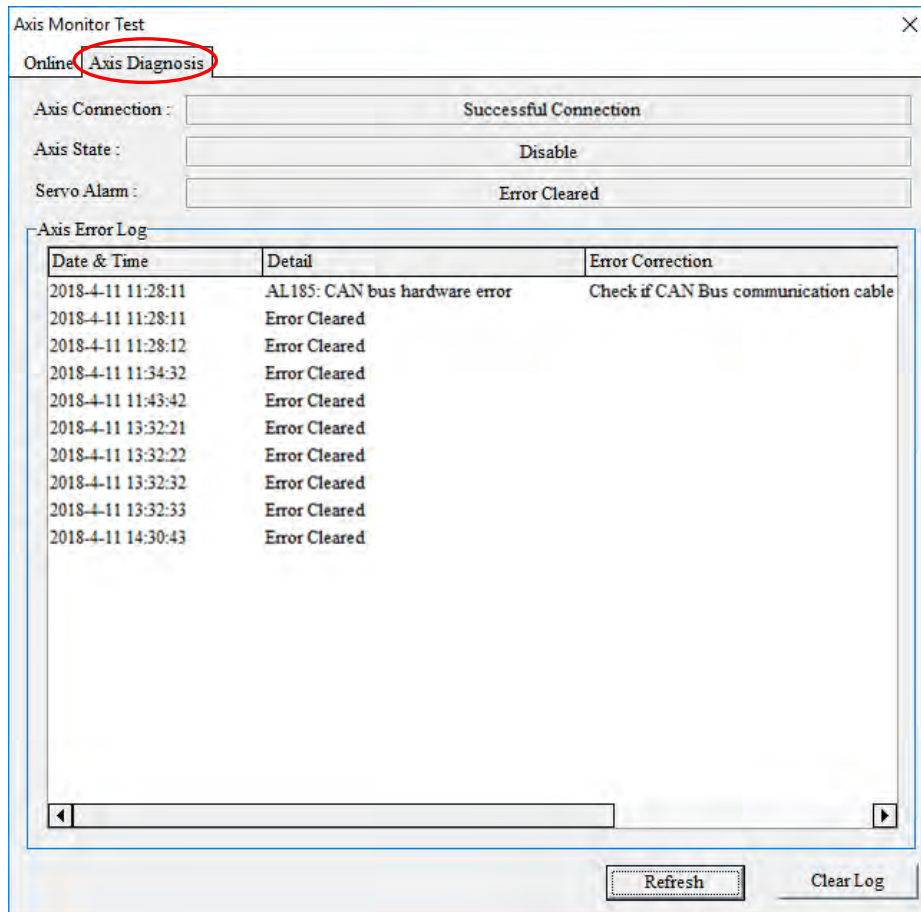 Axis Monitor Test
Online Axis Diagnosis
Axis Connection : Successful Connection
Axis State : Disable
Servo Alarm : Error Cleared
Axis Error Log
Date & Time Detail Error Correction
2018-4-11 11:28:11 AL185: CAN bus hardware error Check if CAN Bus communication cable
2018-4-11 11:28:11 Error Cleared
2018-4-11 11:28:12 Error Cleared
2018-4-11 11:34:32 Error Cleared
2018-4-11 11:43:42 Error Cleared
2018-4-11 13:32:21 Error Cleared
2018-4-11 13:32:22 Error Cleared
2018-4-11 13:32:32 Error Cleared
2018-4-11 13:32:33 Error Cleared
2018-4-11 14:30:43 Error Cleared
Refresh Clear Log